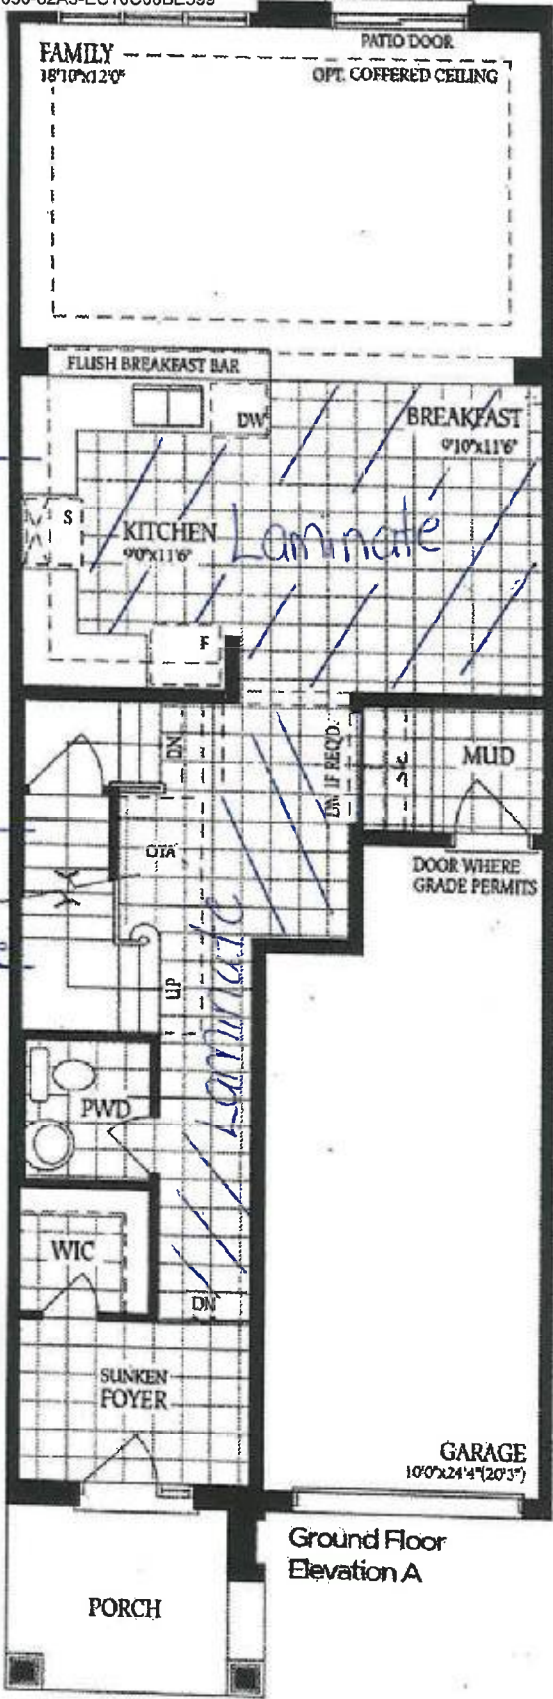 PATIO DOOR
FAMILY
18'10"x12'0"
OPT. COFFERED CEILING
FLUSH BREAKFAST BAR
DW
BREAKFAST
9'10"x11'6"
S
KITCHEN
9'0"x11'6"
Laminate
F
DN
DN IF REQD.
MUD
OTA
DOOR WHERE
GRADE PERMITS
UP
Laminate
PWD
WIC
DN
SUNKEN
FOYER
GARAGE
10'0"x24'4"(20'3")
Ground Floor
Elevation A
PORCH